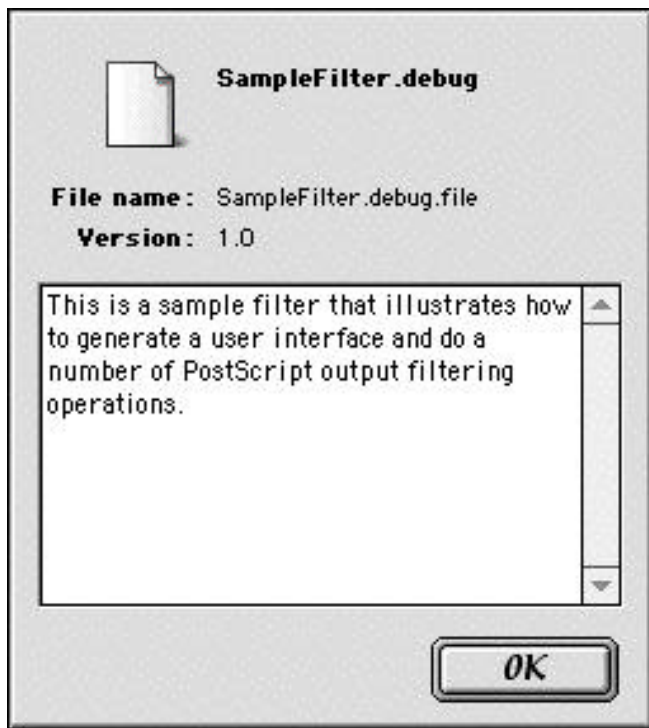 SampleFilter.debug
File name: SampleFilter.debug.file
Version: 1.0
This is a sample filter that illustrates how
to generate a user interface and do a
number of PostScript output filtering
operations.
OK